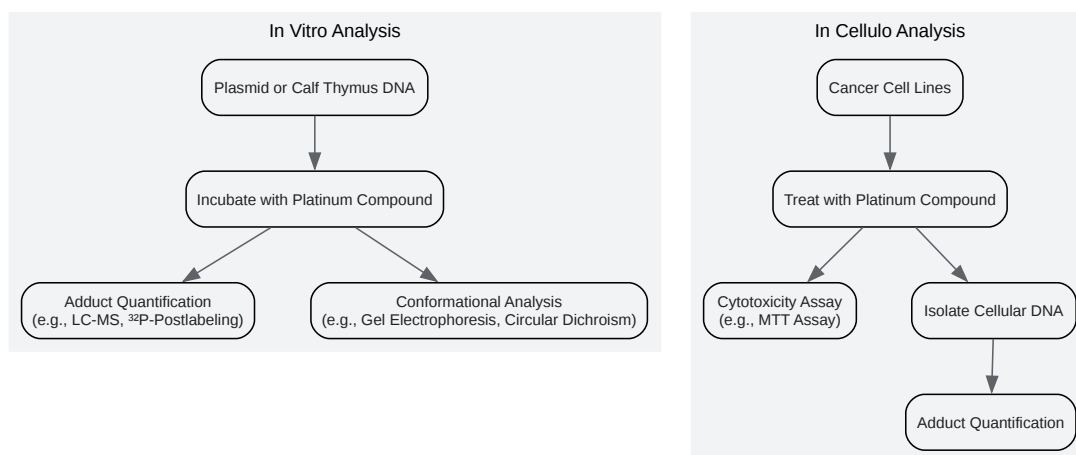 In Vitro Analysis
Plasmid or Calf Thymus DNA
Incubate with Platinum Compound
Adduct Quantification
(e.g., LC-MS, ³²P-Postlabeling)
Conformational Analysis
(e.g., Gel Electrophoresis, Circular Dichroism)
In Cellulo Analysis
Cancer Cell Lines
Treat with Platinum Compound
Cytotoxicity Assay
(e.g., MTT Assay)
Isolate Cellular DNA
Adduct Quantification